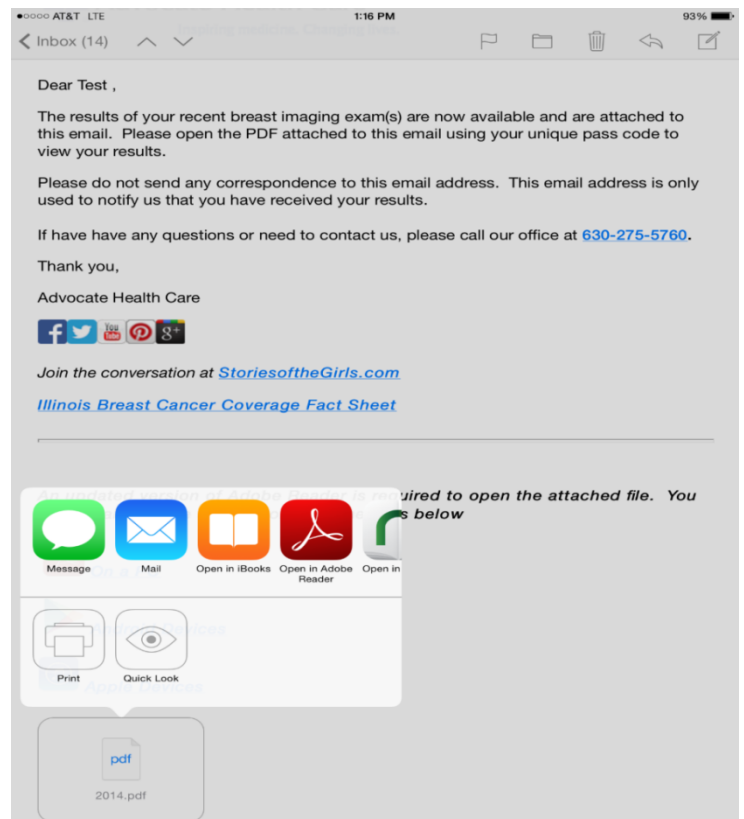 AT&T LTE 1:16 PM 93%
Inbox (14)
Dear Test ,
The results of your recent breast imaging exam(s) are now available and are attached to
this email. Please open the PDF attached to this email using your unique pass code to
view your results.
Please do not send any correspondence to this email address. This email address is only
used to notify us that you have received your results.
If have have any questions or need to contact us, please call our office at 630-275-5760.
Thank you,
Advocate Health Care
f You Tube g+
Join the conversation at StoriesoftheGirls.com
Illinois Breast Cancer Coverage Fact Sheet
An updated version of Adobe Reader is required to open the attached file. You
s below
Message Mail Open in iBooks Open in Adobe Reader Open in
Android Devices
Print Quick Look
Apple Devices
pdf
2014.pdf